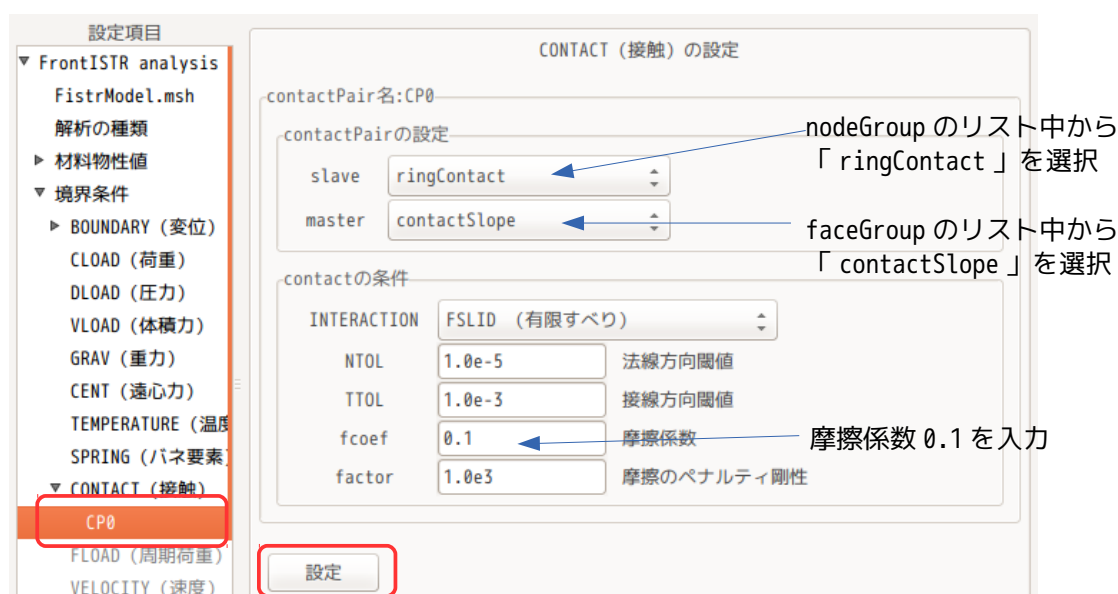 設定項目
▼ FrontISTR analysis
FistrModel.msh
解析の種類
▶ 材料物性値
▼ 境界条件
▶ BOUNDARY (変位)
CLOAD (荷重)
DLOAD (圧力)
VLOAD (体積力)
GRAV (重力)
CENT (遠心力)
TEMPERATURE (温度
SPRING (バネ要素)
▼ CONTACT (接触)
CP0
FLOAD (周期荷重)
VELOCITY (速度)
CONTACT (接触) の設定
contactPair名:CP0
contactPairの設定
slave ringContact
master contactSlope
contactの条件
INTERACTION FSLID (有限すべり)
NTOL 1.0e-5 法線方向閾値
TTOL 1.0e-3 接線方向閾値
fcoef 0.1 摩擦係数
factor 1.0e3 摩擦のペナルティ剛性
設定
nodeGroup のリスト中から
「 ringContact 」を選択
faceGroup のリスト中から
「 contactSlope 」を選択
摩擦係数 0.1 を入力